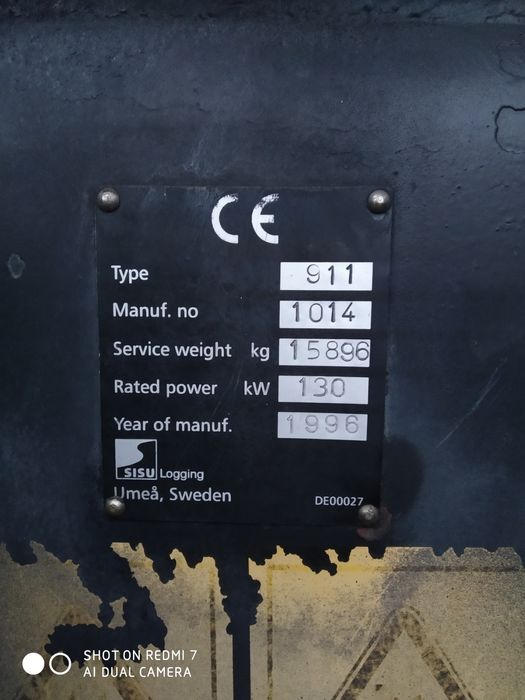 CE
Type 911
Manuf. no 1014
Service weight kg 15896
Rated power kW 130
Year of manuf. 1996
SISU Logging
Umeå, Sweden DE00027
SHOT ON REDMI 7
AI DUAL CAMERA